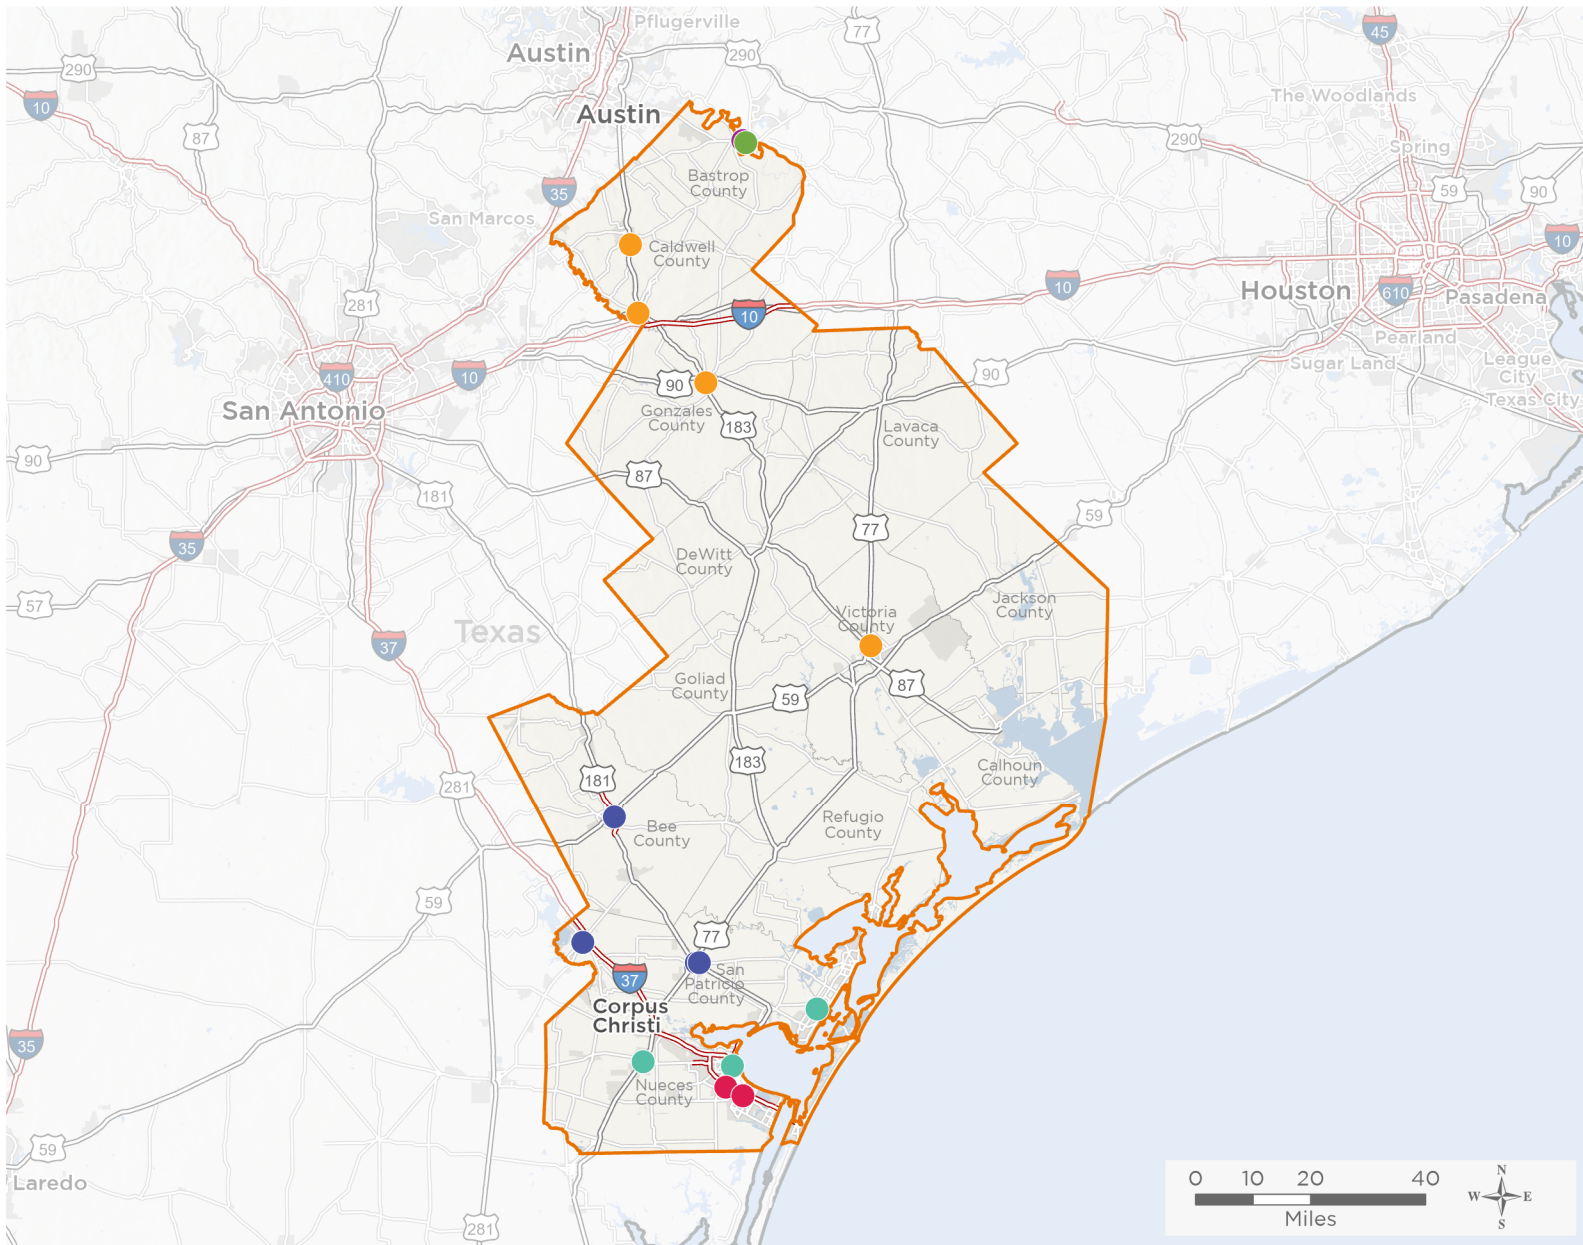 Pflugerville
77
45
Austin
290
290
10
The Woodlands
Austin
87
290
Spring
Bastrop
County
35
59
90
San Marcos
10
Caldwell
County
281
10
Houston
610
Pasadena
10
Pearland
410
10
90
90
Sugar Land
League
City
Texas City
San Antonio
Gonzales
County
183
Lavaca
County
90
87
181
59
77
35
DeWitt
County
57
Jackson
County
Victoria
County
Texas
37
Goliad
County
87
59
183
Calhoun
County
181
281
Refugio
County
Bee
County
59
77
San
Patricio
County
37
Corpus
Christi
35
Nueces
County
59
Laredo
281
0 10 20 40
Miles
N
W E
S